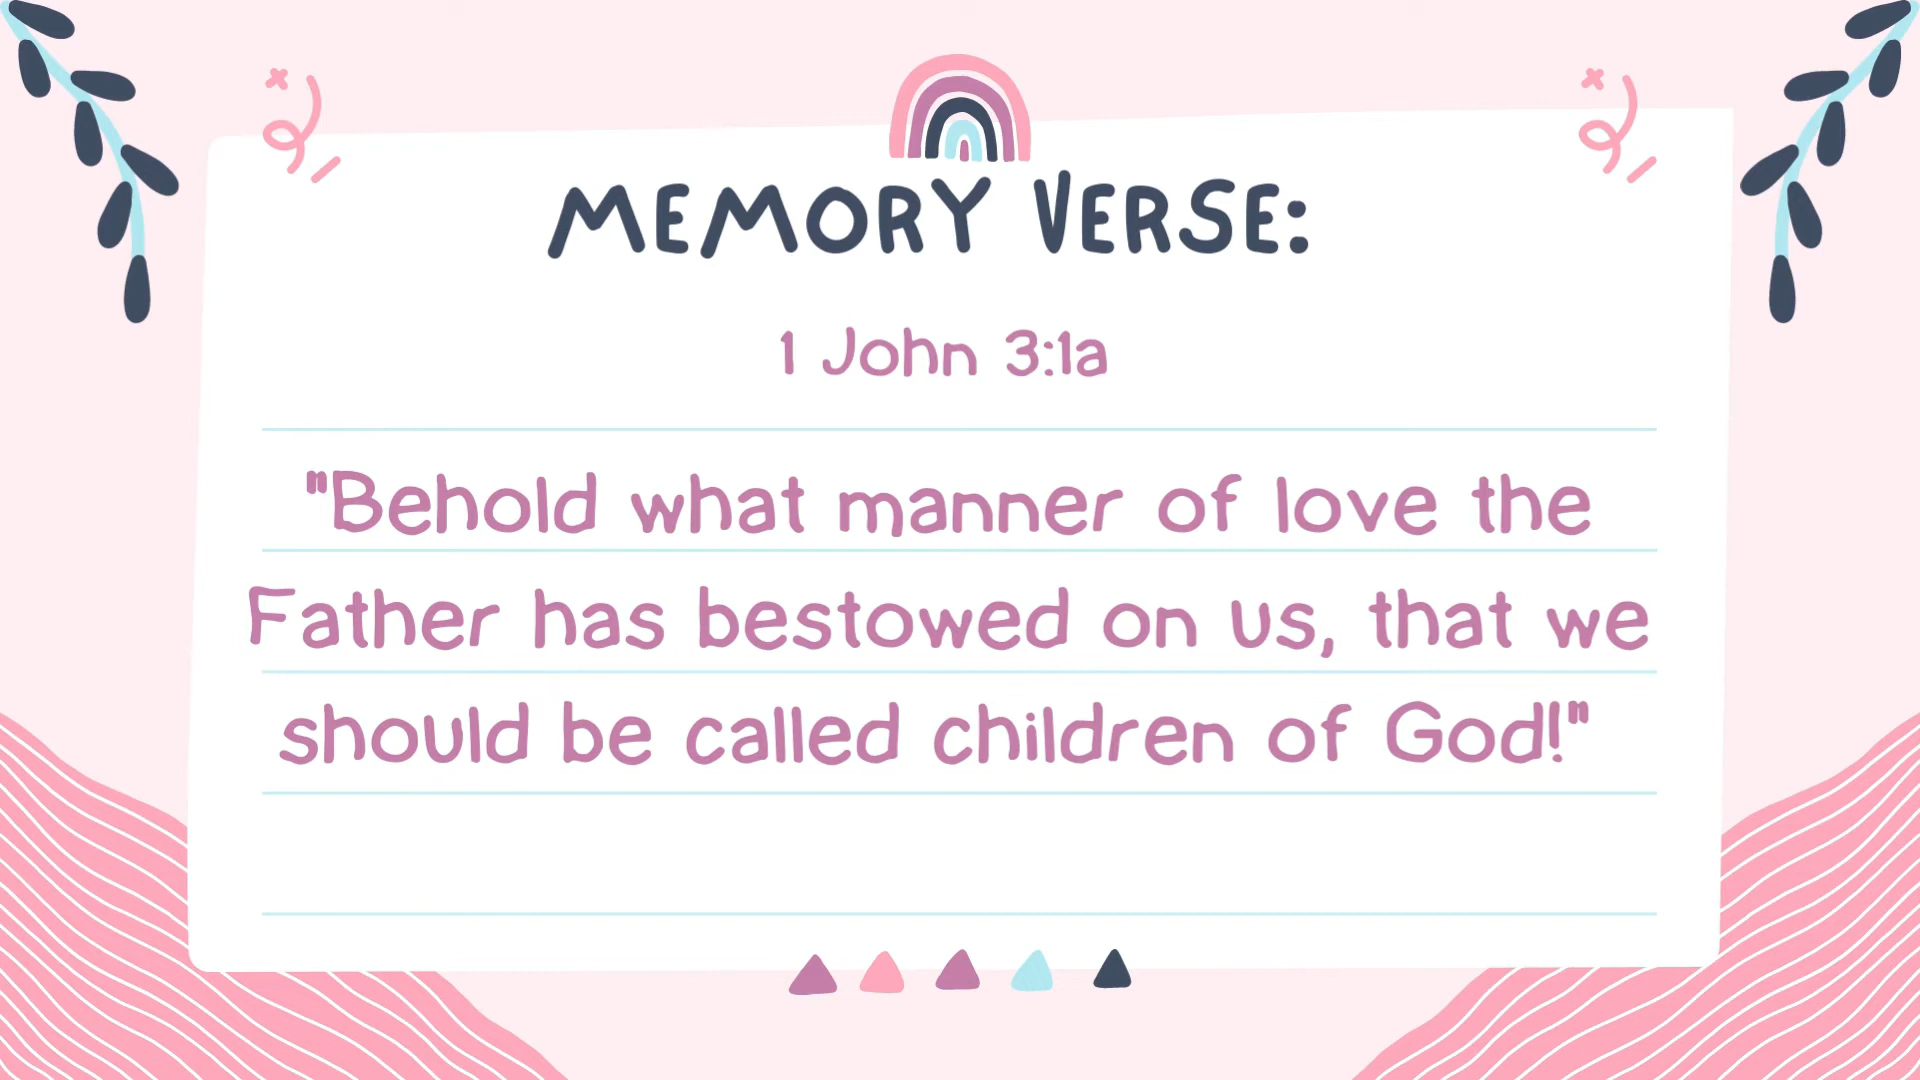 MEMORY VERSE:
1 John 3:1a
"Behold what manner of love the
Father has bestowed on us, that we
should be called children of God!"